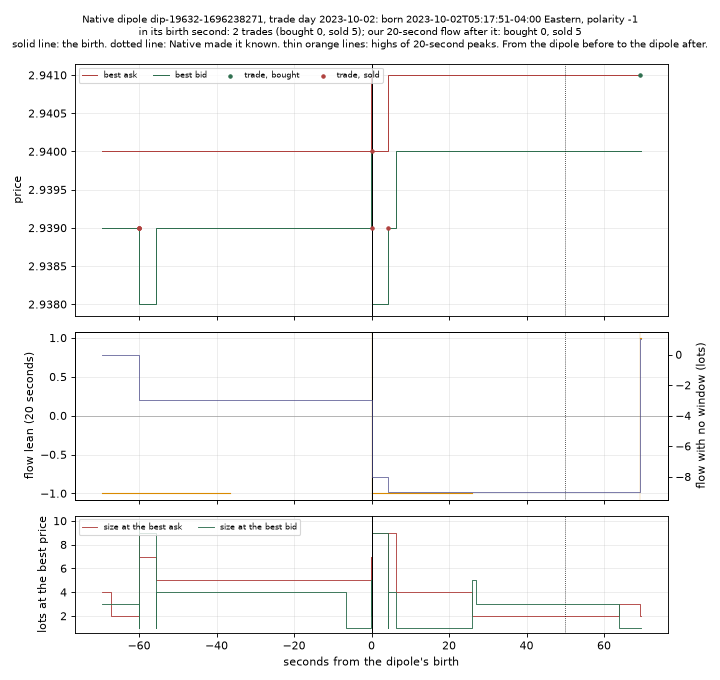 Native dipole dip-19632-1696238271, trade day 2023-10-02: born 2023-10-02T05:17:51-04:00 Eastern, polarity -1
in its birth second: 2 trades (bought 0, sold 5); our 20-second flow after it: bought 0, sold 5
solid line: the birth. dotted line: Native made it known. thin orange lines: highs of 20-second peaks. From the dipole before to the dipole after.
best ask best bid trade, bought trade, sold
2.9410
2.9405
2.9400
2.9395
2.9390
2.9385
2.9380
price
1.0
0.5
0.0
−0.5
−1.0
flow lean (20 seconds)
0
−2
−4
−6
−8
flow with no window (lots)
size at the best ask size at the best bid
10
8
6
4
2
lots at the best price
−60 −40 −20 0 20 40 60
seconds from the dipole's birth